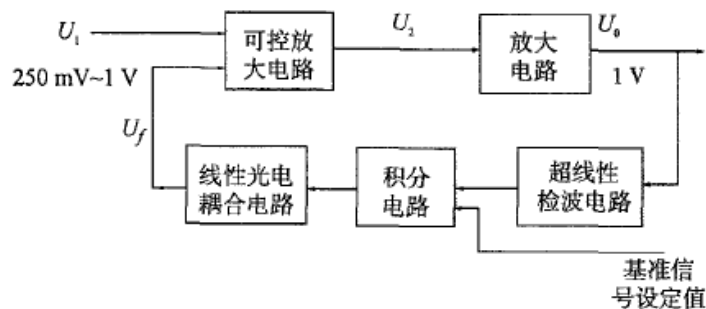 U₁
250 mV~1 V
可控放
大电路
U₂
放大
电路
U₀
1 V
U_f
线性光电
耦合电路
积分
电路
超线性
检波电路
基准信
号设定值